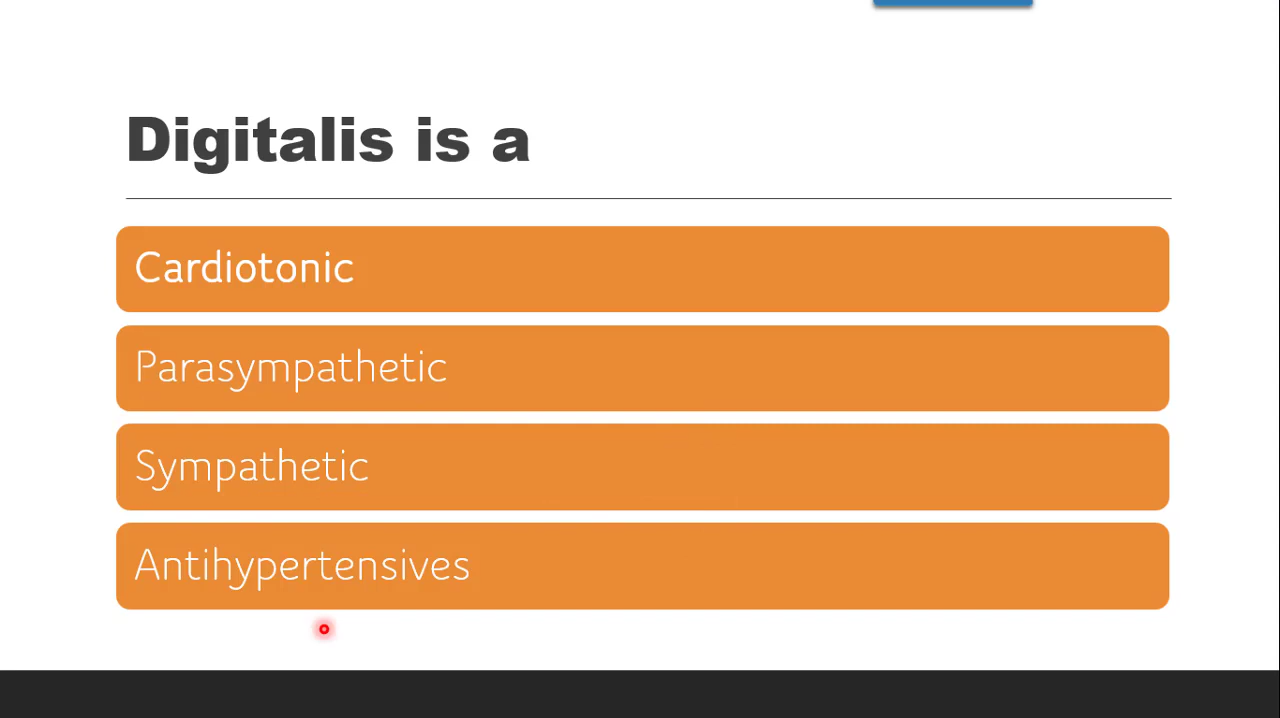 Digitalis is a
Cardiotonic
Parasympathetic
Sympathetic
Antihypertensives